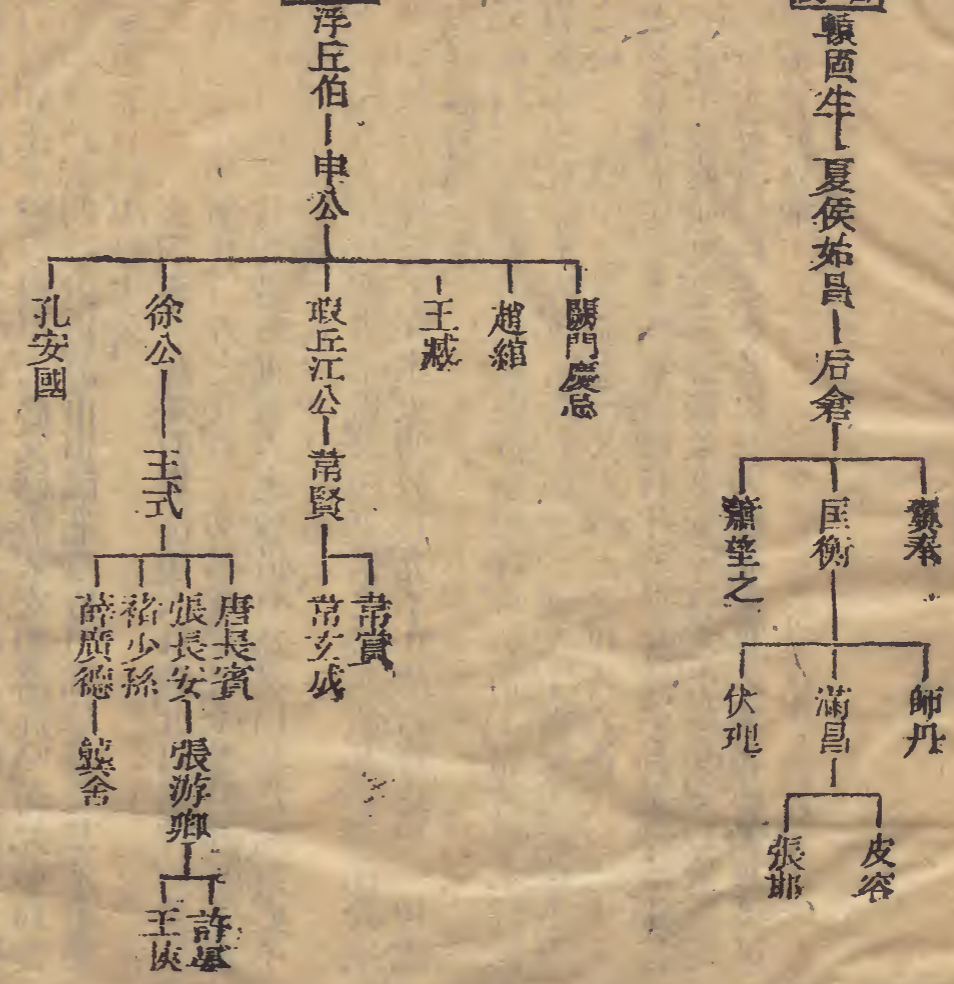 轅固生
夏侯始昌
后倉
翼奉
匡衡
蕭望之
師丹
滿昌
伏理
皮容
張邯
浮丘伯
申公
闕門慶忌
趙綰
王臧
瑕丘江公
徐公
孔安國
韋賢
王式
韋賞
韋玄成
唐長賓
張長安
褚少孫
薛廣德
張游卿
龔舍
許晏
王扶